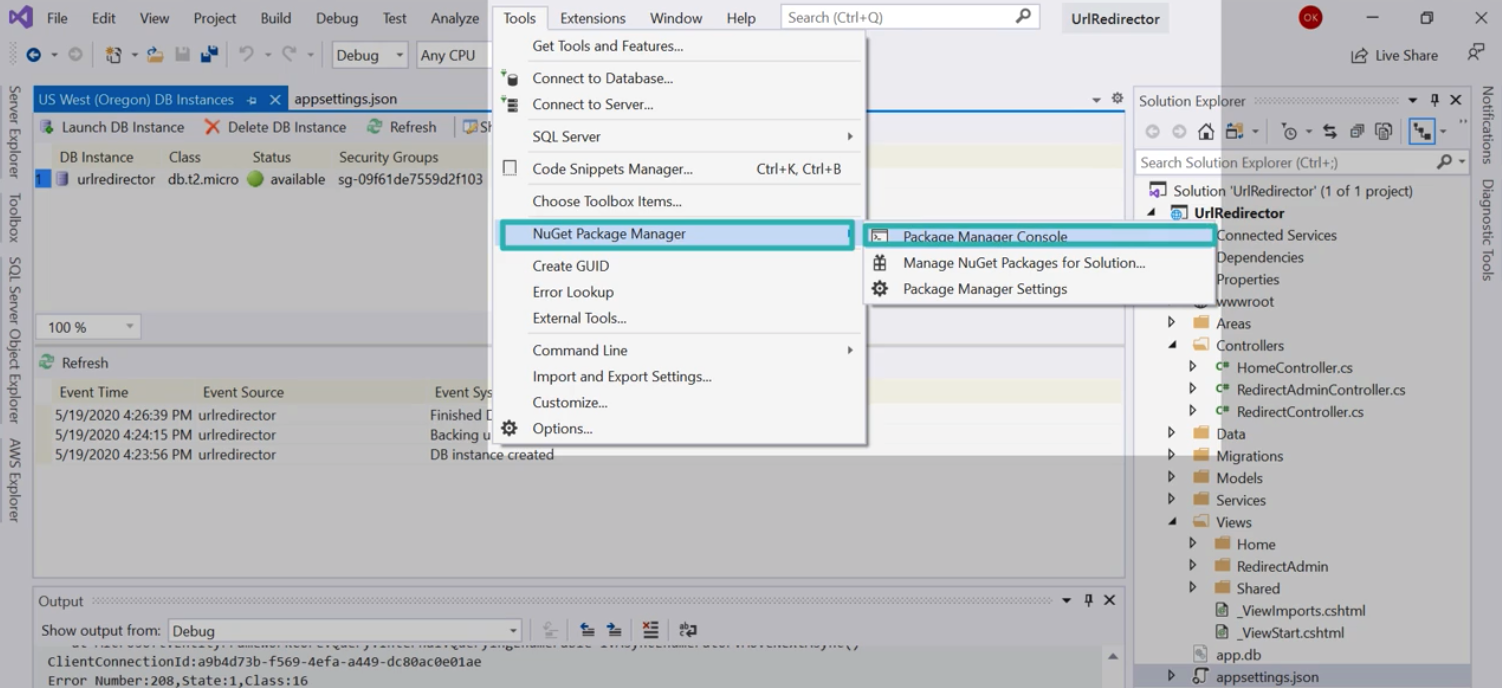 File Edit View Project Build Debug Test Analyze Tools Extensions Window Help Search (Ctrl+Q) UrlRedirector OK
Debug Any CPU Live Share
Server Explorer
Toolbox
SQL Server Object Explorer
AWS Explorer
US West (Oregon) DB Instances appsettings.json
Launch DB Instance Delete DB Instance Refresh
DB Instance Class Status Security Groups
1 urlredirector db.t2.micro available sg-09f61de7559d2f103
100 %
Refresh
Event Time Event Source Event Sys
5/19/2020 4:26:39 PM urlredirector Finished D
5/19/2020 4:24:15 PM urlredirector Backing u
5/19/2020 4:23:56 PM urlredirector DB instance created
Get Tools and Features...
Connect to Database...
Connect to Server...
SQL Server
Code Snippets Manager... Ctrl+K, Ctrl+B
Choose Toolbox Items...
NuGet Package Manager
Create GUID
Error Lookup
External Tools...
Command Line
Import and Export Settings...
Customize...
Options...
Package Manager Console
Manage NuGet Packages for Solution...
Package Manager Settings
Output
Show output from: Debug
ClientConnectionId:a9b4d73b-f569-4efa-a449-dc80ac0e01ae
Error Number:208,State:1,Class:16
Solution Explorer
Search Solution Explorer (Ctrl+;)
Solution 'UrlRedirector' (1 of 1 project)
UrlRedirector
Connected Services
Dependencies
Properties
wwwroot
Areas
Controllers
HomeController.cs
RedirectAdminController.cs
RedirectController.cs
Data
Migrations
Models
Services
Views
Home
RedirectAdmin
Shared
_ViewImports.cshtml
_ViewStart.cshtml
app.db
appsettings.json
Notifications
Diagnostic Tools